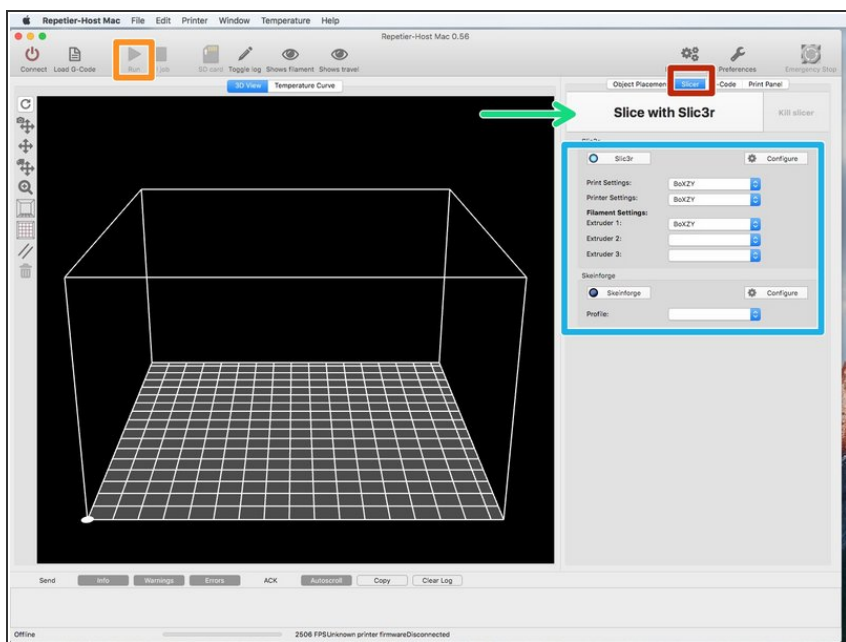 Repetier-Host Mac File Edit Printer Window Temperature Help
Repetier-Host Mac 0.56
Connect Load G-Code Run job SD card Toggle log Shows filament Shows travel Preferences Emergency Stop
3D View Temperature Curve
Object Placemen Slicer -Code Print Panel
Slice with Slic3r Kill slicer
Slic3r
Slic3r Configure
Print Settings: BoXZY
Printer Settings: BoXZY
Filament Settings:
Extruder 1: BoXZY
Extruder 2:
Extruder 3:
Skeinforge
Skeinforge Configure
Profile:
Send Info Warnings Errors ACK Autoscroll Copy Clear Log
Offline 2506 FPSUnknown printer firmwareDisconnected